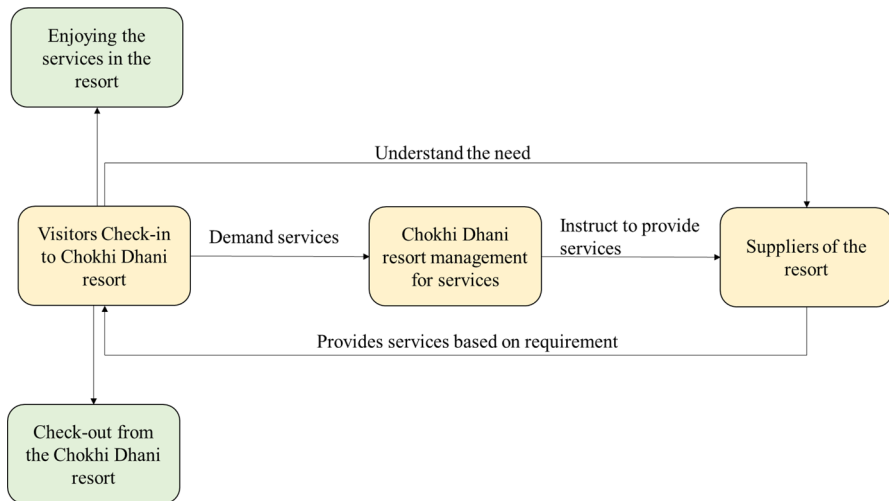 Enjoying the
services in the
resort
Understand the need
Visitors Check-in
to Chokhi Dhani
resort
Demand services
Chokhi Dhani
resort management
for services
Instruct to provide
services
Suppliers of the
resort
Provides services based on requirement
Check-out from
the Chokhi Dhani
resort